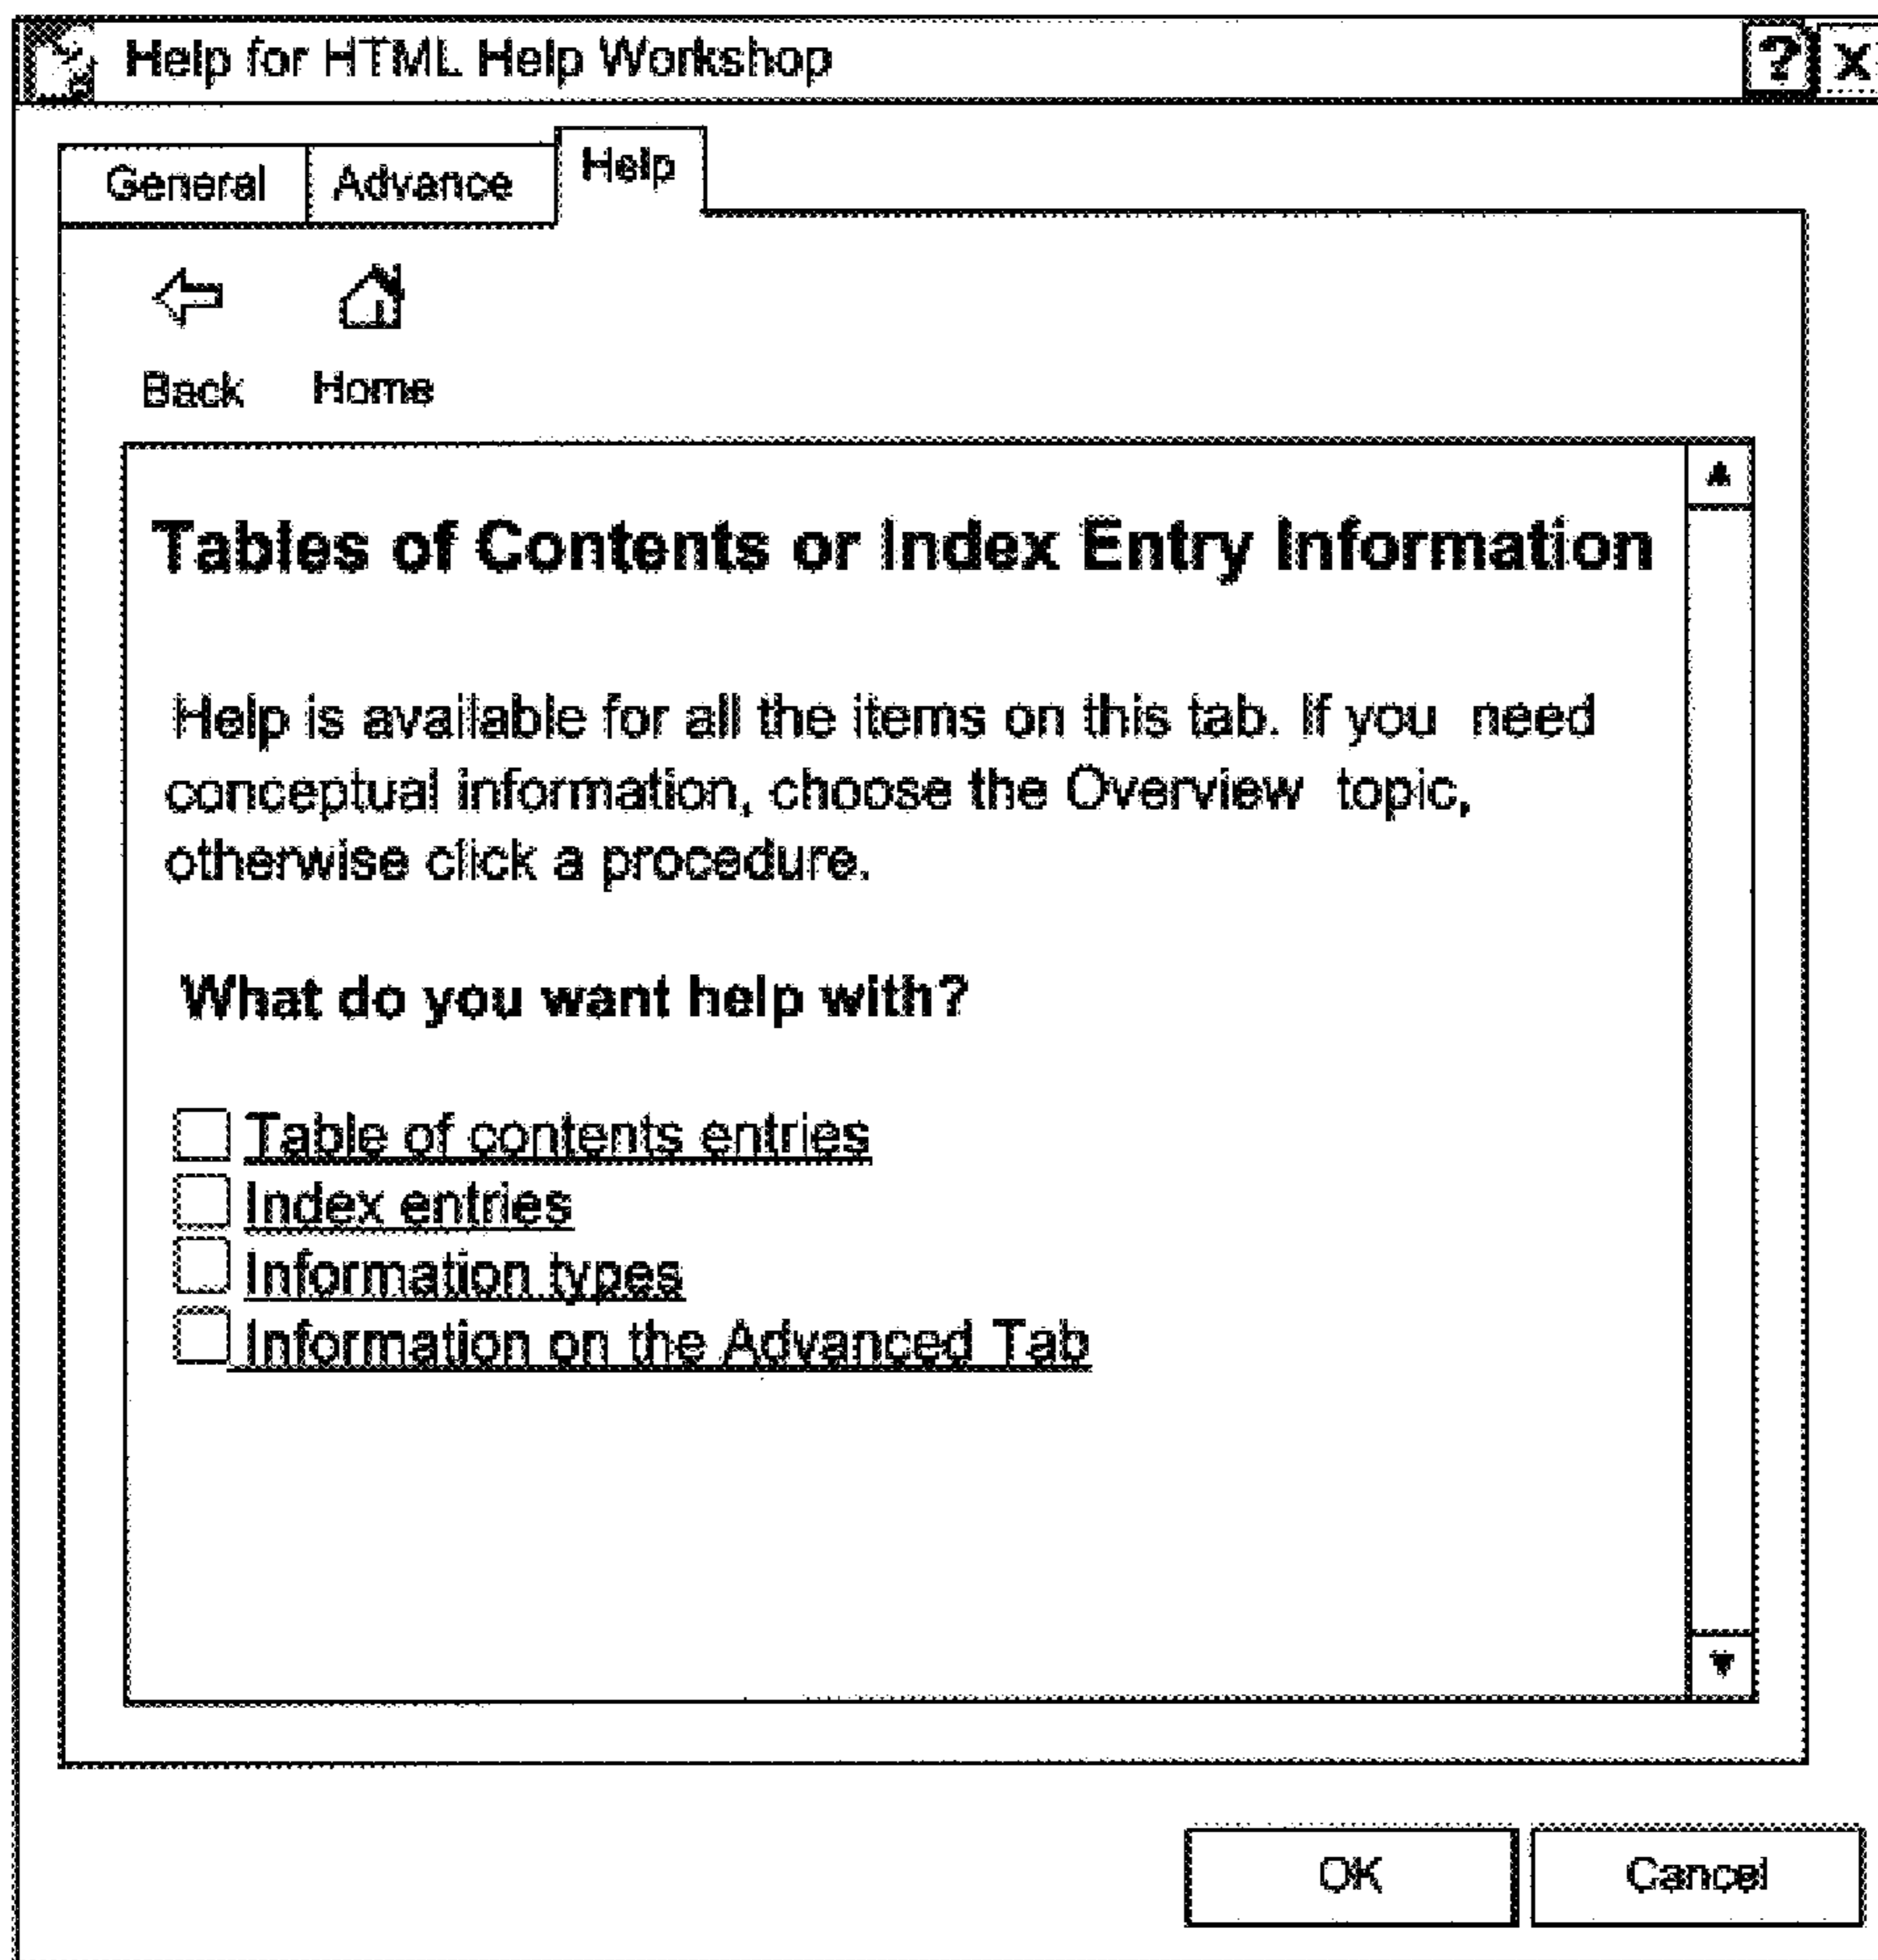 Help for HTML Help Workshop ? X
General Advance Help
Back Home
Tables of Contents or Index Entry Information
Help is available for all the items on this tab. If you need
conceptual information, choose the Overview topic,
otherwise click a procedure.
What do you want help with?
Table of contents entries
Index entries
Information types
Information on the Advanced Tab
OK Cancel